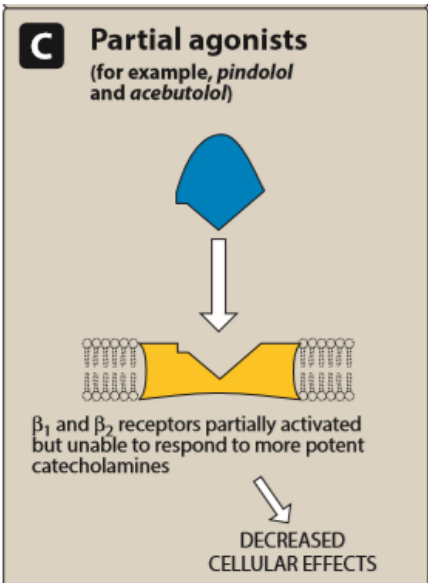 C
Partial agonists
(for example, pindolol
and acebutolol)
β₁ and β₂ receptors partially activated
but unable to respond to more potent
catecholamines
DECREASED
CELLULAR EFFECTS